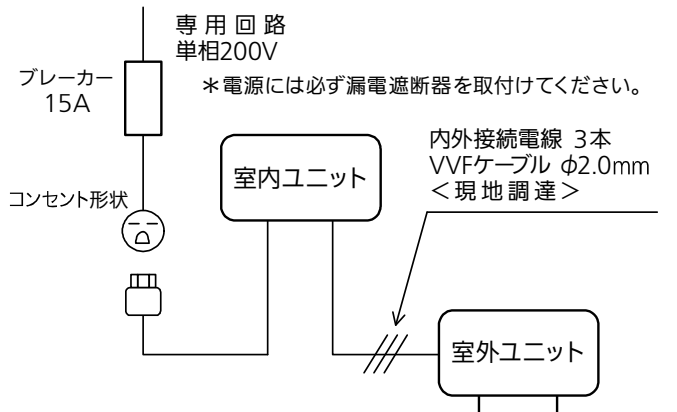 専用回路
単相200V
ブレーカー
15A
＊電源には必ず漏電遮断器を取付けてください。
内外接続電線 3本
VVFケーブル φ2.0mm
＜現地調達＞
室内ユニット
コンセント形状
室外ユニット